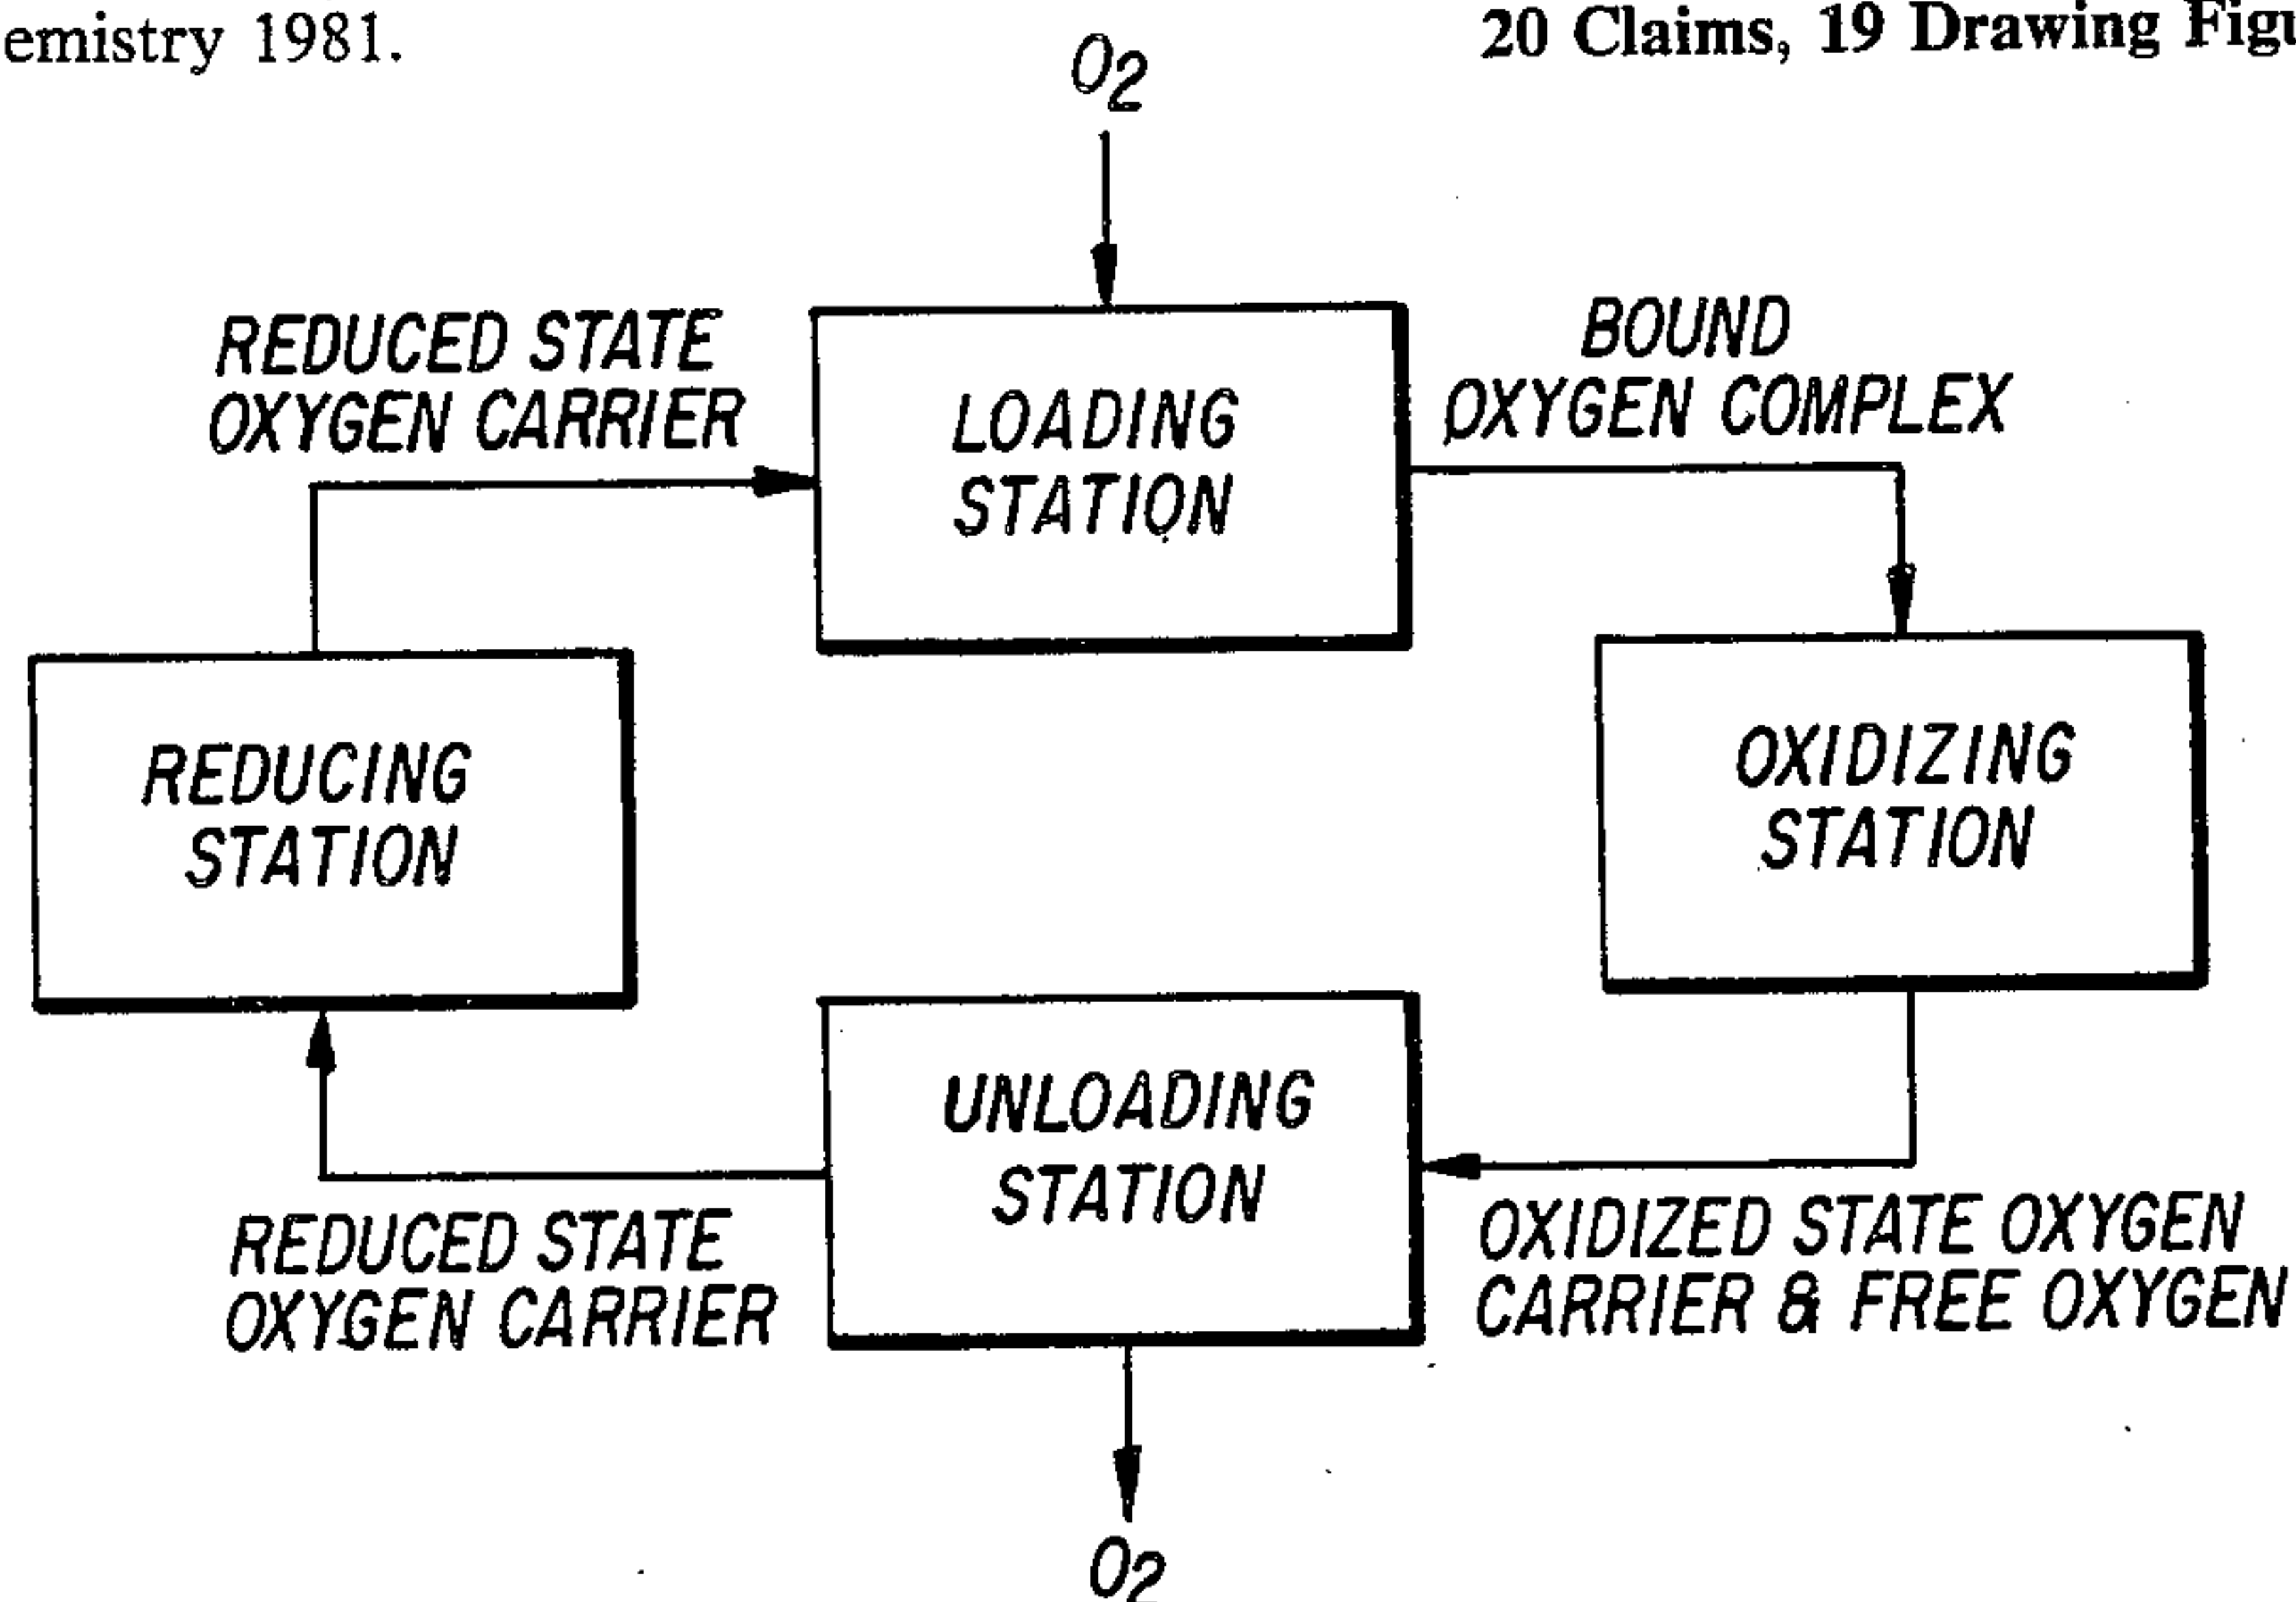 emistry 1981.
20 Claims, 19 Drawing Figu
O2
REDUCED STATE
OXYGEN CARRIER
LOADING
STATION
BOUND
OXYGEN COMPLEX
REDUCING
STATION
OXIDIZING
STATION
UNLOADING
STATION
REDUCED STATE
OXYGEN CARRIER
OXIDIZED STATE OXYGEN
CARRIER & FREE OXYGEN
O2